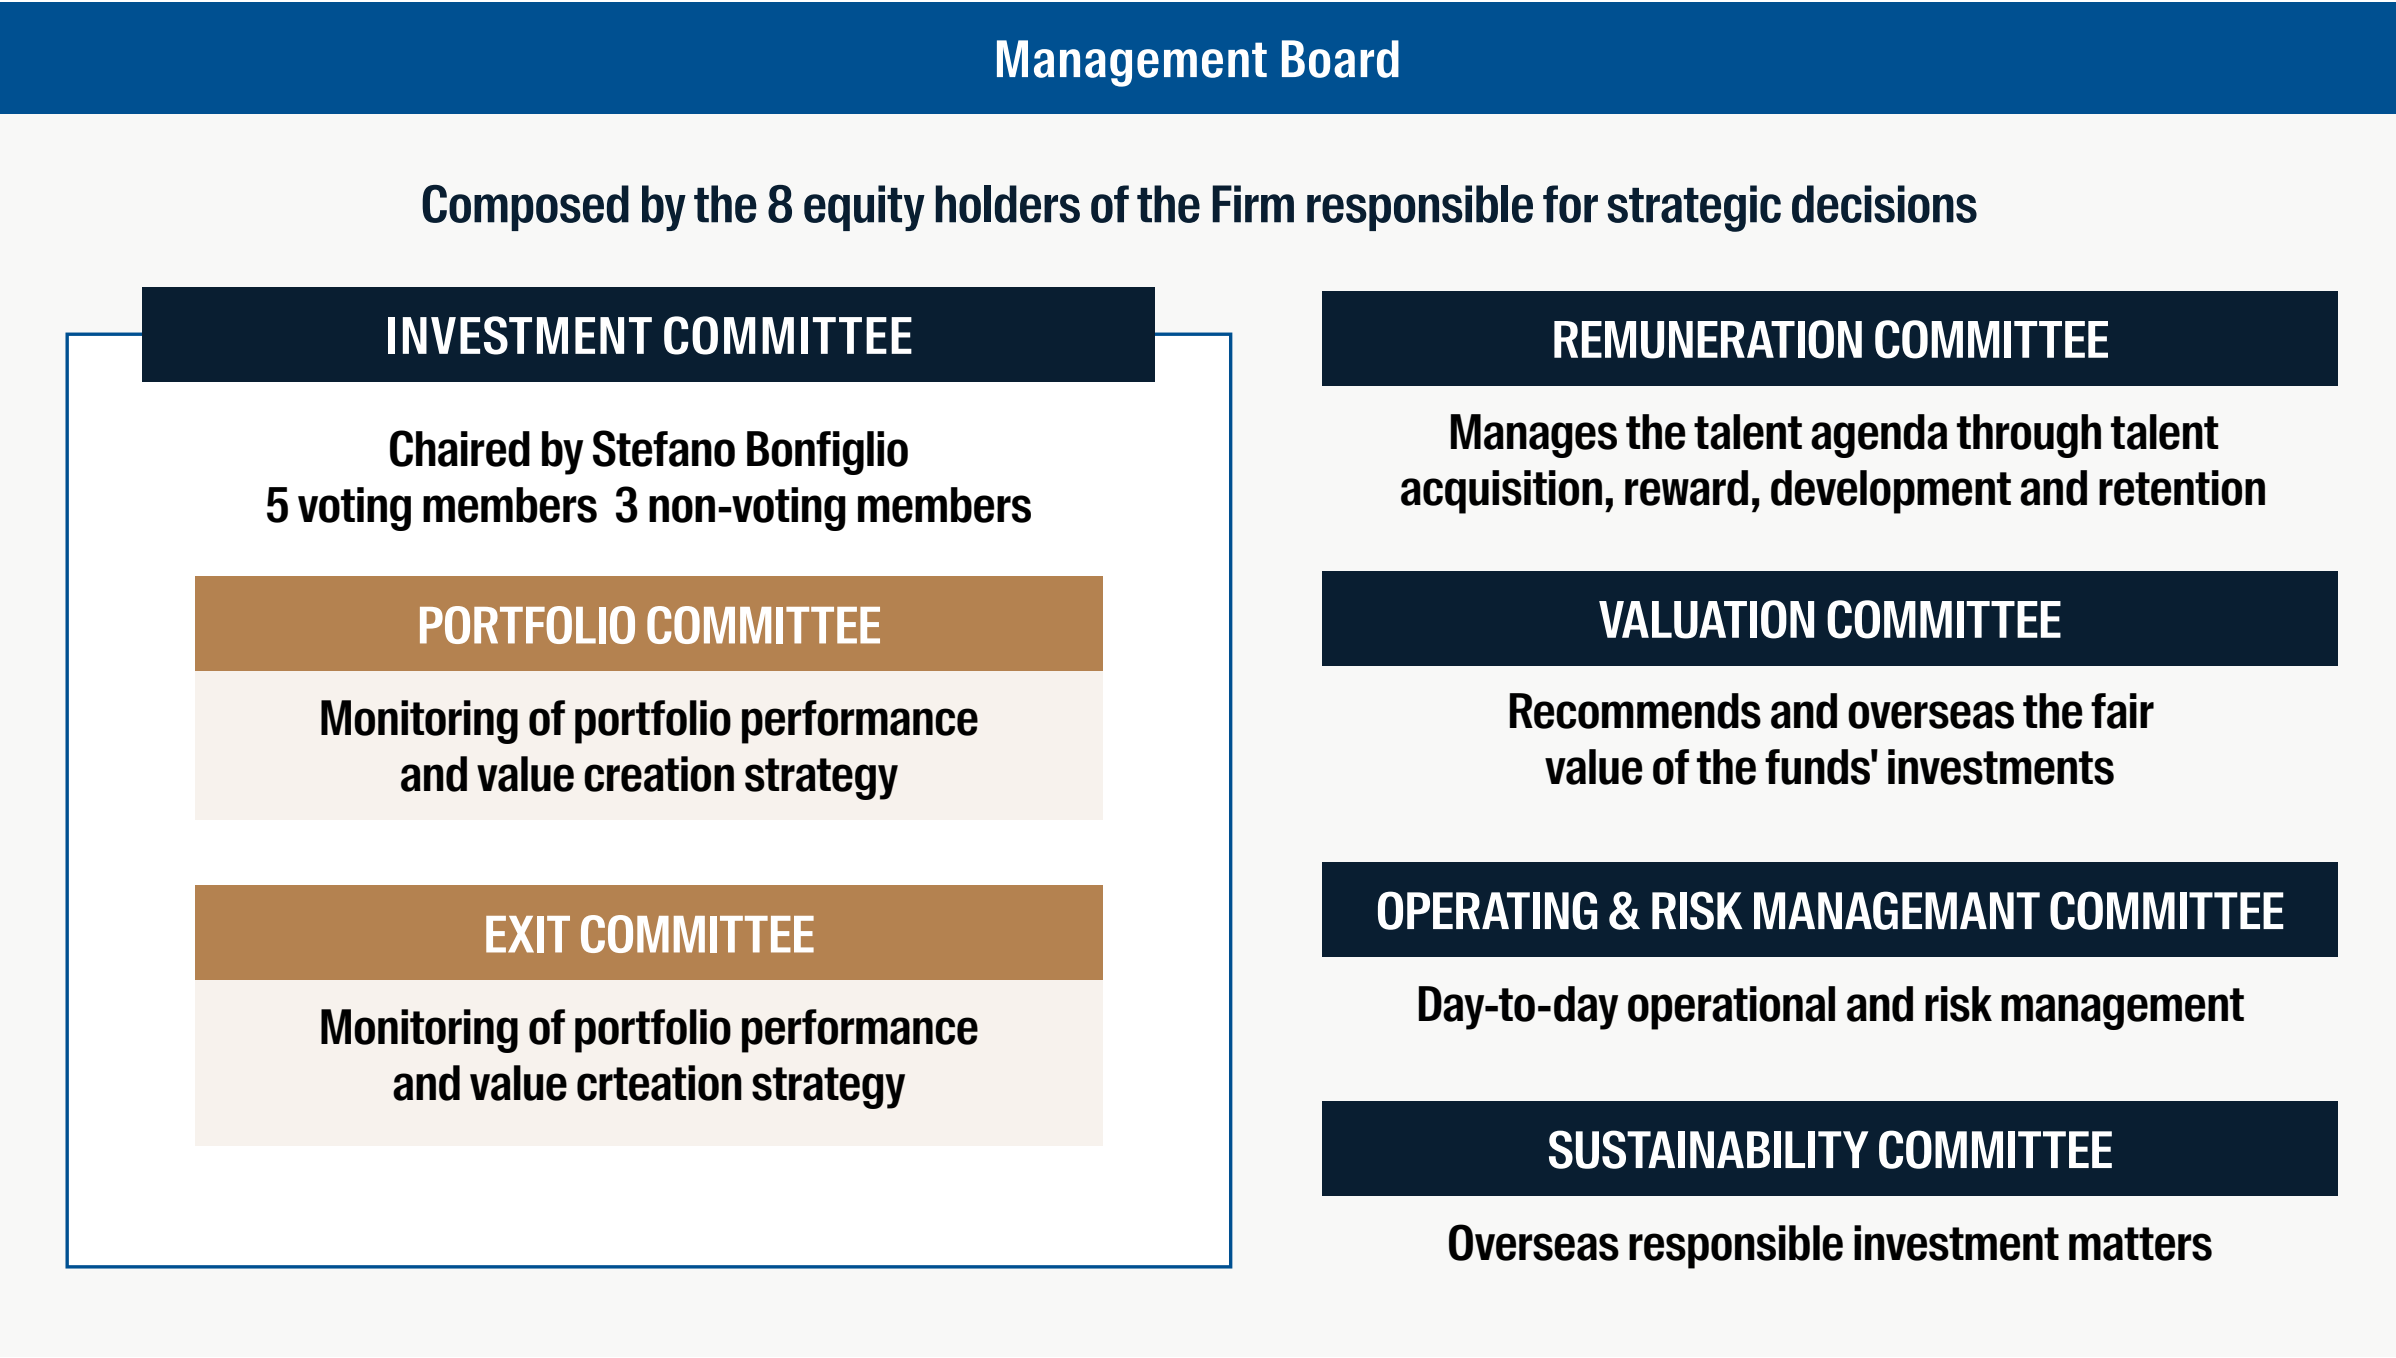 Management Board
Composed by the 8 equity holders of the Firm responsible for strategic decisions
INVESTMENT COMMITTEE
Chaired by Stefano Bonfiglio
5 voting members 3 non-voting members
PORTFOLIO COMMITTEE
Monitoring of portfolio performance
and value creation strategy
EXIT COMMITTEE
Monitoring of portfolio performance
and value crteation strategy
REMUNERATION COMMITTEE
Manages the talent agenda through talent
acquisition, reward, development and retention
VALUATION COMMITTEE
Recommends and overseas the fair
value of the funds' investments
OPERATING & RISK MANAGEMANT COMMITTEE
Day-to-day operational and risk management
SUSTAINABILITY COMMITTEE
Overseas responsible investment matters